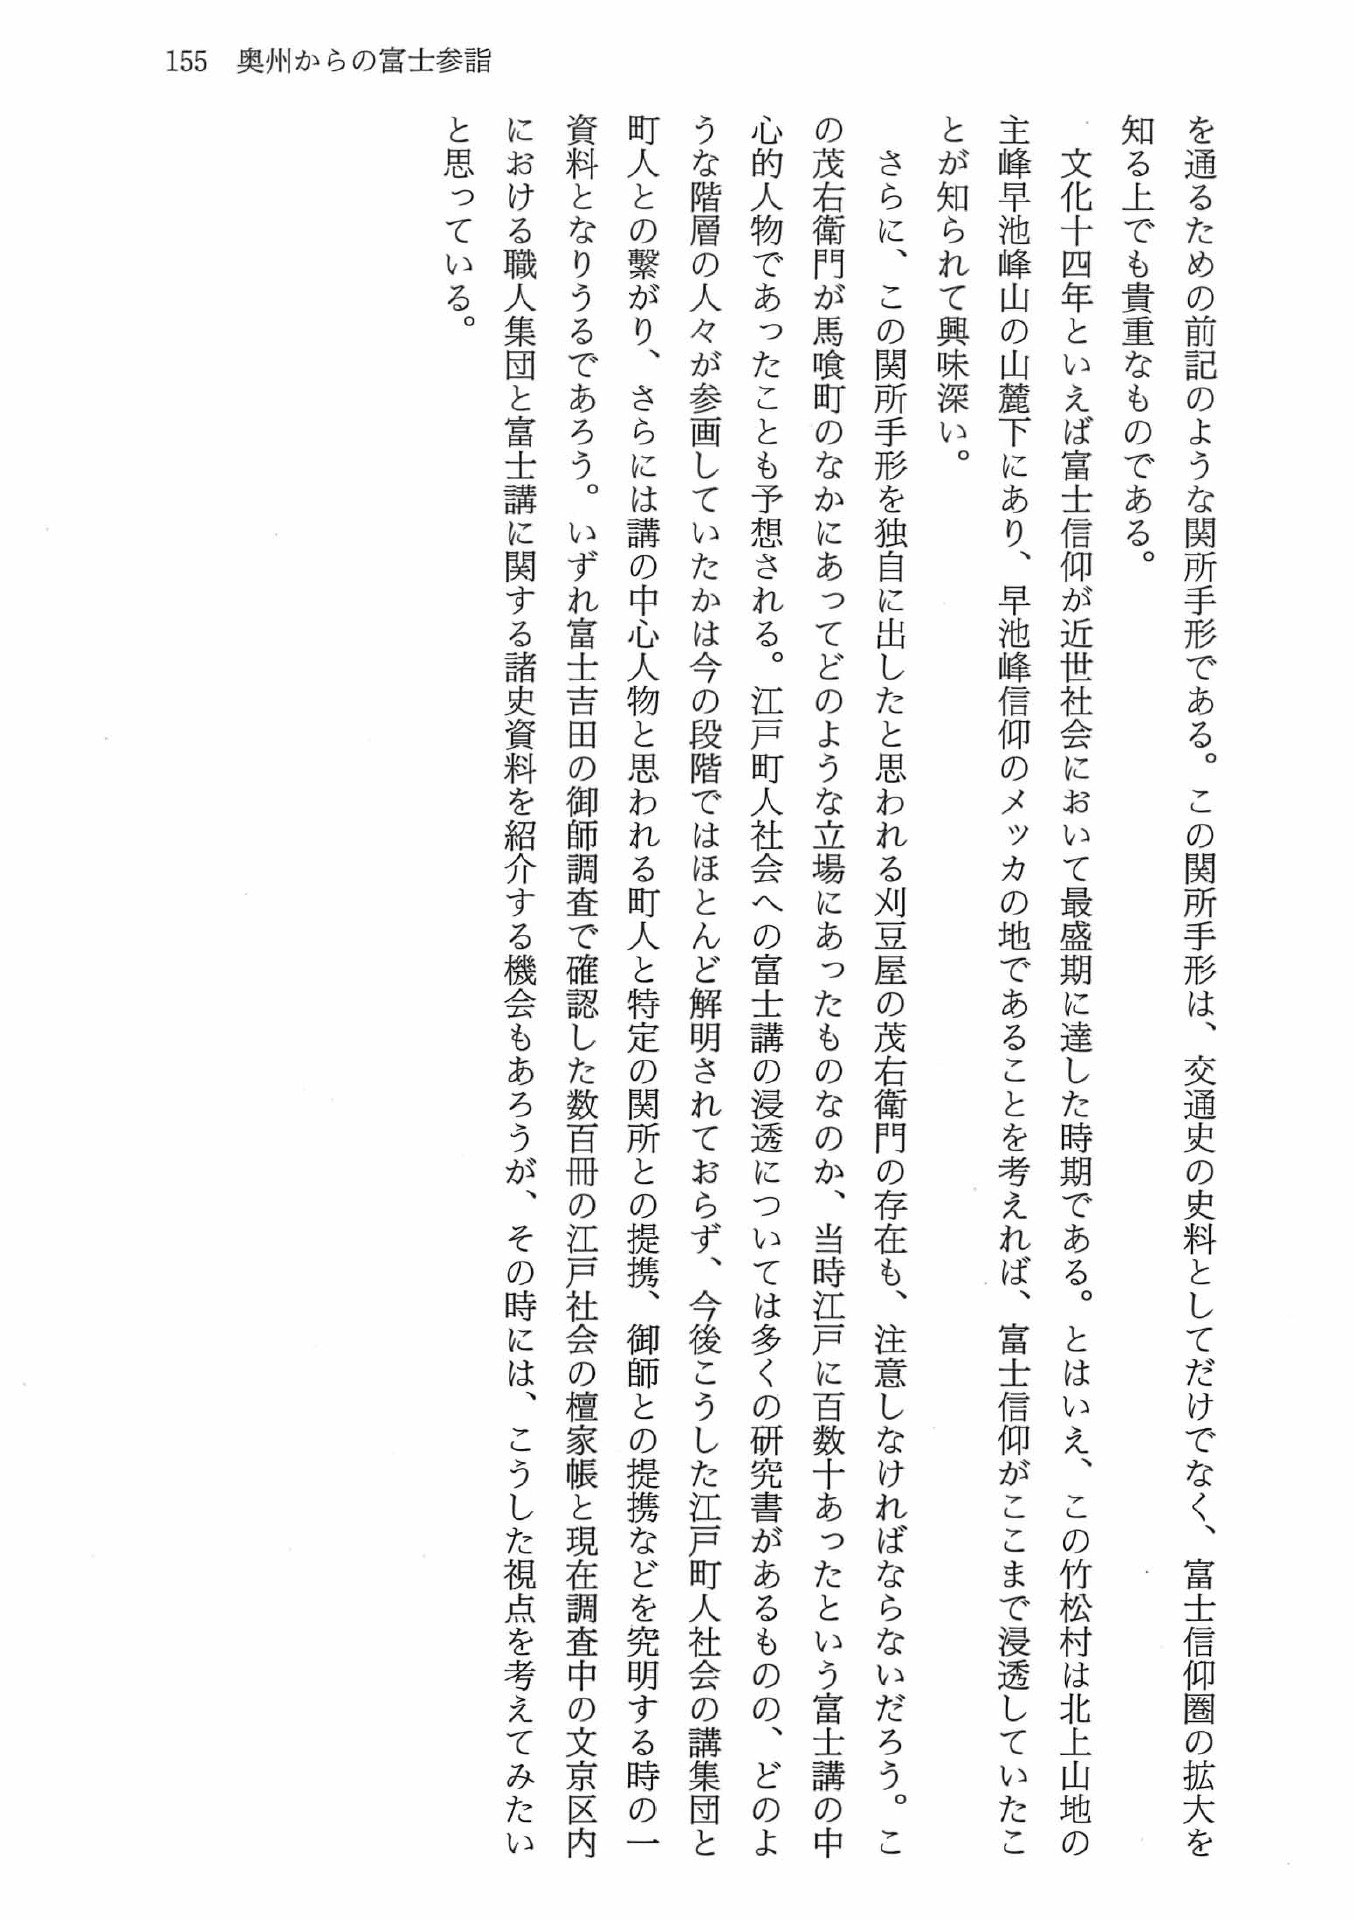 155 奥州からの富士参詣
を通るための前記のような関所手形である。この関所手形は、交通史の史料としてだけでなく、富士信仰圏の拡大を
知る上でも貴重なものである。
文化十四年といえば富士信仰が近世社会において最盛期に達した時期である。とはいえ、この竹松村は北上山地の
主峰早池峰山の山麓下にあり、早池峰信仰のメッカの地であることを考えれば、富士信仰がここまで浸透していたこ
とが知られて興味深い。
さらに、この関所手形を独自に出したと思われる刈豆屋の茂右衛門の存在も、注意しなければならないだろう。こ
の茂右衛門が馬喰町のなかにあってどのような立場にあったものなのか、当時江戸に百数十あったという富士講の中
心的人物であったことも予想される。江戸町人社会への富士講の浸透については多くの研究書があるものの、どのよ
うな階層の人々が参画していたかは今の段階ではほとんど解明されておらず、今後こうした江戸町人社会の講集団と
町人との繫がり、さらには講の中心人物と思われる町人と特定の関所との提携、御師との提携などを究明する時の一
資料となりうるであろう。いずれ富士吉田の御師調査で確認した数百冊の江戸社会の檀家帳と現在調査中の文京区内
における職人集団と富士講に関する諸史資料を紹介する機会もあろうが、その時には、こうした視点を考えてみたい
と思っている。